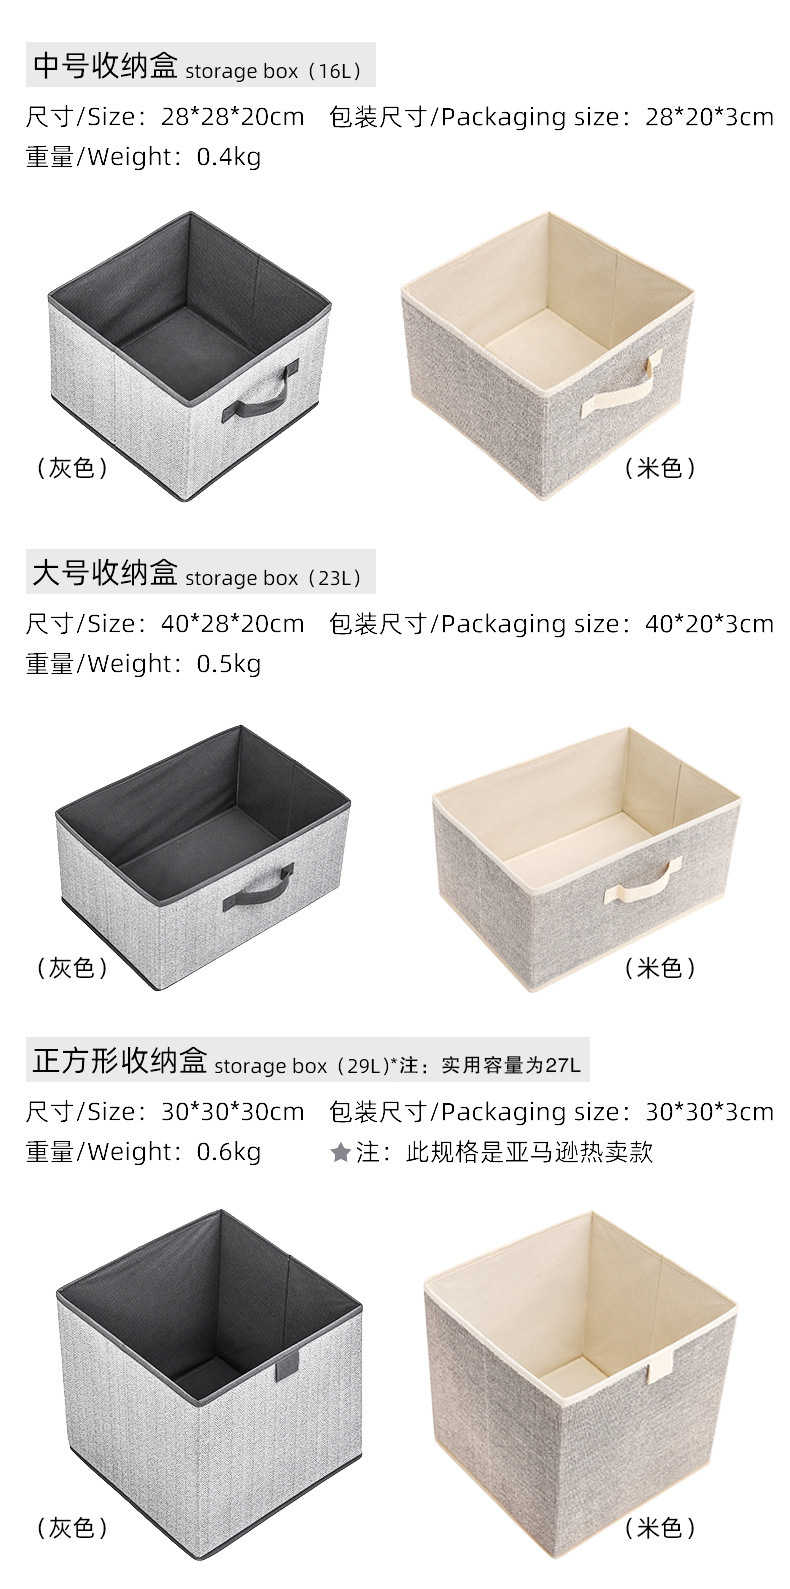 中号收纳盒 storage box（16L）
尺寸/Size：28*28*20cm 包装尺寸/Packaging size：28*20*3cm
重量/Weight：0.4kg
（灰色） （米色）
大号收纳盒 storage box（23L）
尺寸/Size：40*28*20cm 包装尺寸/Packaging size：40*20*3cm
重量/Weight：0.5kg
（灰色） （米色）
正方形收纳盒 storage box（29L）*注：实用容量为27L
尺寸/Size：30*30*30cm 包装尺寸/Packaging size：30*30*3cm
重量/Weight：0.6kg ★注：此规格是亚马逊热卖款
（灰色） （米色）